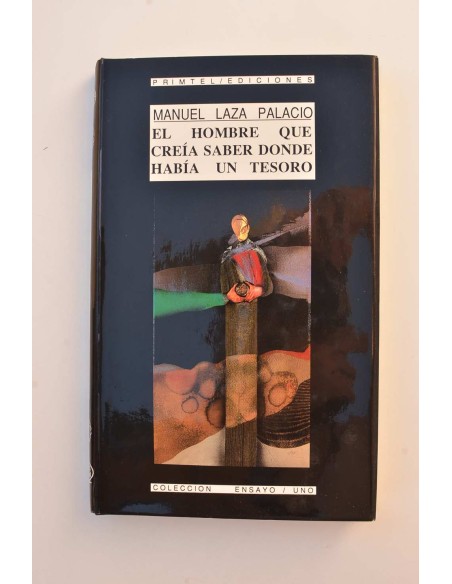 PRIMTEL/EDICIONES
MANUEL LAZA PALACIO
EL HOMBRE QUE
CREÍA SABER DONDE
HABÍA UN TESORO
COLECCION ENSAYO / UNO